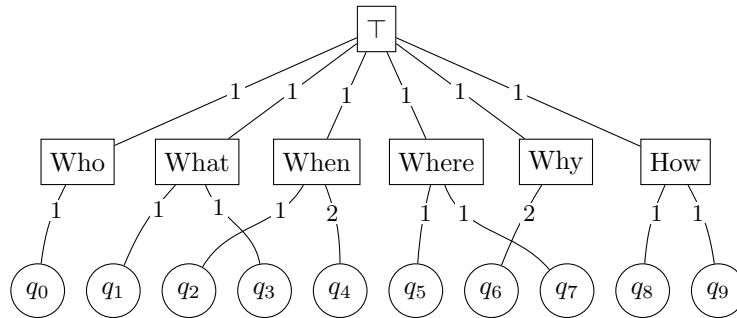 ⊤
1 1 1 1 1 1
Who What When Where Why How
1 1 1 1 2 1 1 2 1 1
q0 q1 q2 q3 q4 q5 q6 q7 q8 q9